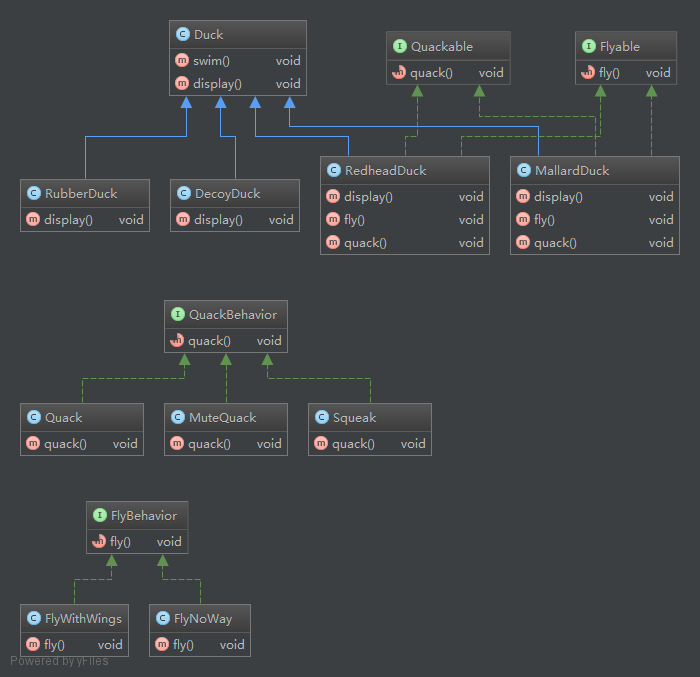 Duck
swim() void
display() void
Quackable
quack() void
Flyable
fly() void
RubberDuck
display() void
DecoyDuck
display() void
RedheadDuck
display() void
fly() void
quack() void
MallardDuck
display() void
fly() void
quack() void
QuackBehavior
quack() void
Quack
quack() void
MuteQuack
quack() void
Squeak
quack() void
FlyBehavior
fly() void
FlyWithWings
fly() void
FlyNoWay
fly() void
Powered by yFiles